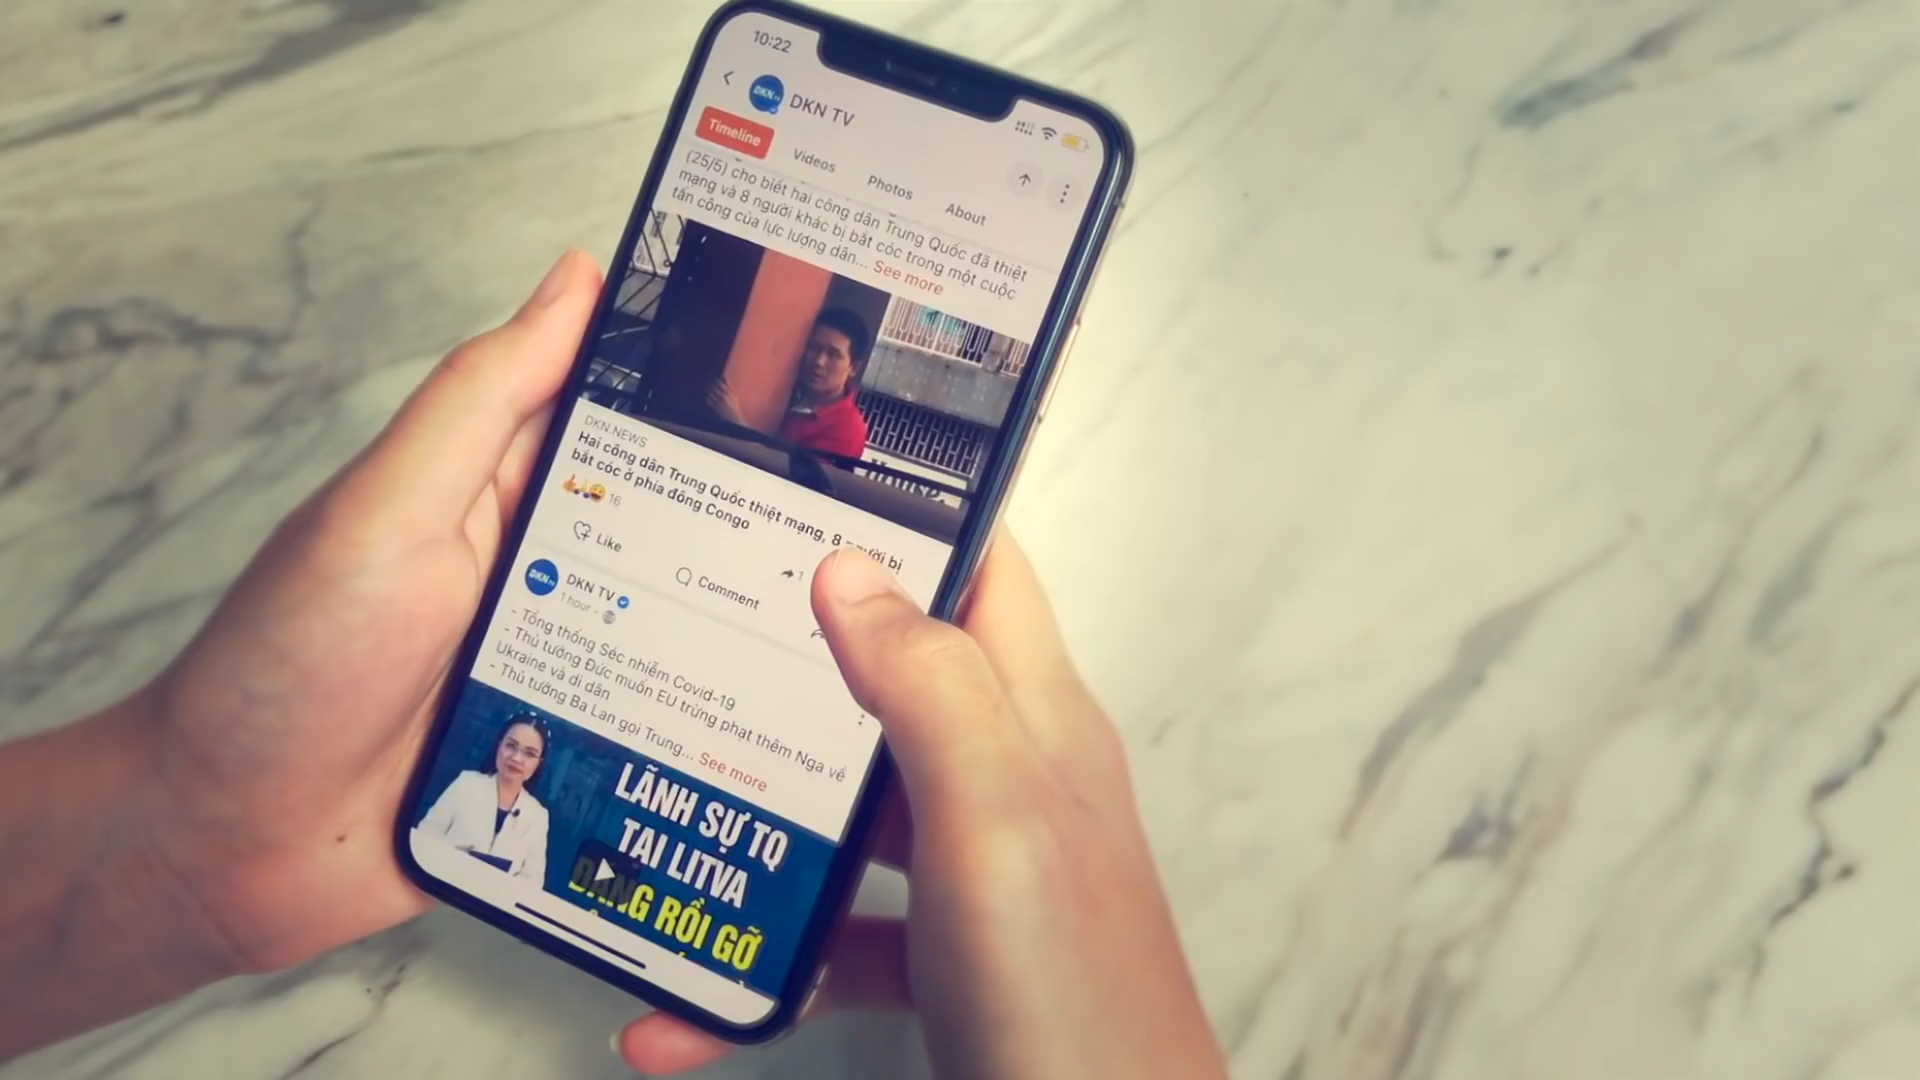 10:22
DKN TV
DKN TV
Timeline
Videos
Photos
About
(25/5) cho biết hai công dân Trung Quốc đã thiệt
mạng và 8 người khác bị bắt cóc trong một cuộc
tấn công của lực lượng dân... See more
DKN.NEWS
Hai công dân Trung Quốc thiệt mạng, 8 người bị
bắt cóc ở phía đông Congo
16
1
Like
Comment
DKN TV
DKN TV
1 hour
- Tổng thống Séc nhiễm Covid-19
- Thủ tướng Đức muốn EU trừng phạt thêm Nga về
Ukraine và di dân
- Thủ tướng Ba Lan gọi Trung... See more
LÃNH SỰ TQ
TẠI LITVA
ĐANG RỒI GỠ